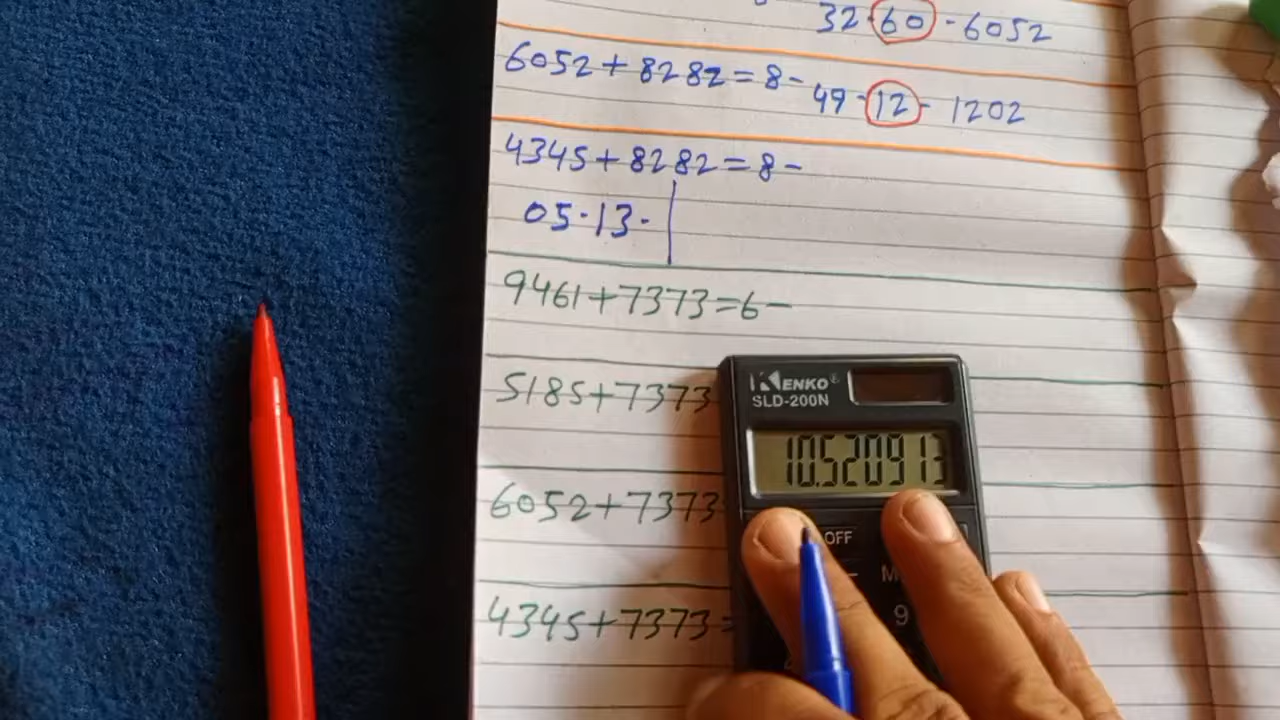 32·60·6052
6052+8282=8-
49·12·1202
4345+8282=8-
05·13·
9461+7373=6-
5185+7373
KENKO
SLD-200N
10.520913
6052+7373
OFF
M
9
4345+7373=